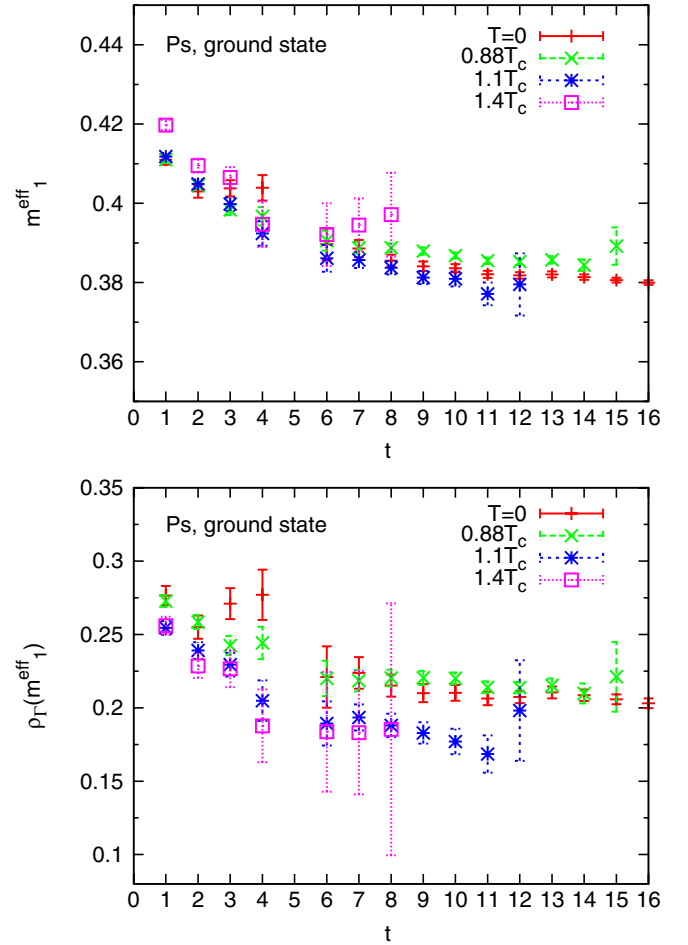 Ps, ground state
T=0
0.88T_c
1.1T_c
1.4T_c
0.44
0.42
0.4
0.38
0.36
m^eff_1
0 1 2 3 4 5 6 7 8 9 10 11 12 13 14 15 16
t
Ps, ground state
T=0
0.88T_c
1.1T_c
1.4T_c
0.35
0.3
0.25
0.2
0.15
0.1
ρ_Γ(m^eff_1)
0 1 2 3 4 5 6 7 8 9 10 11 12 13 14 15 16
t